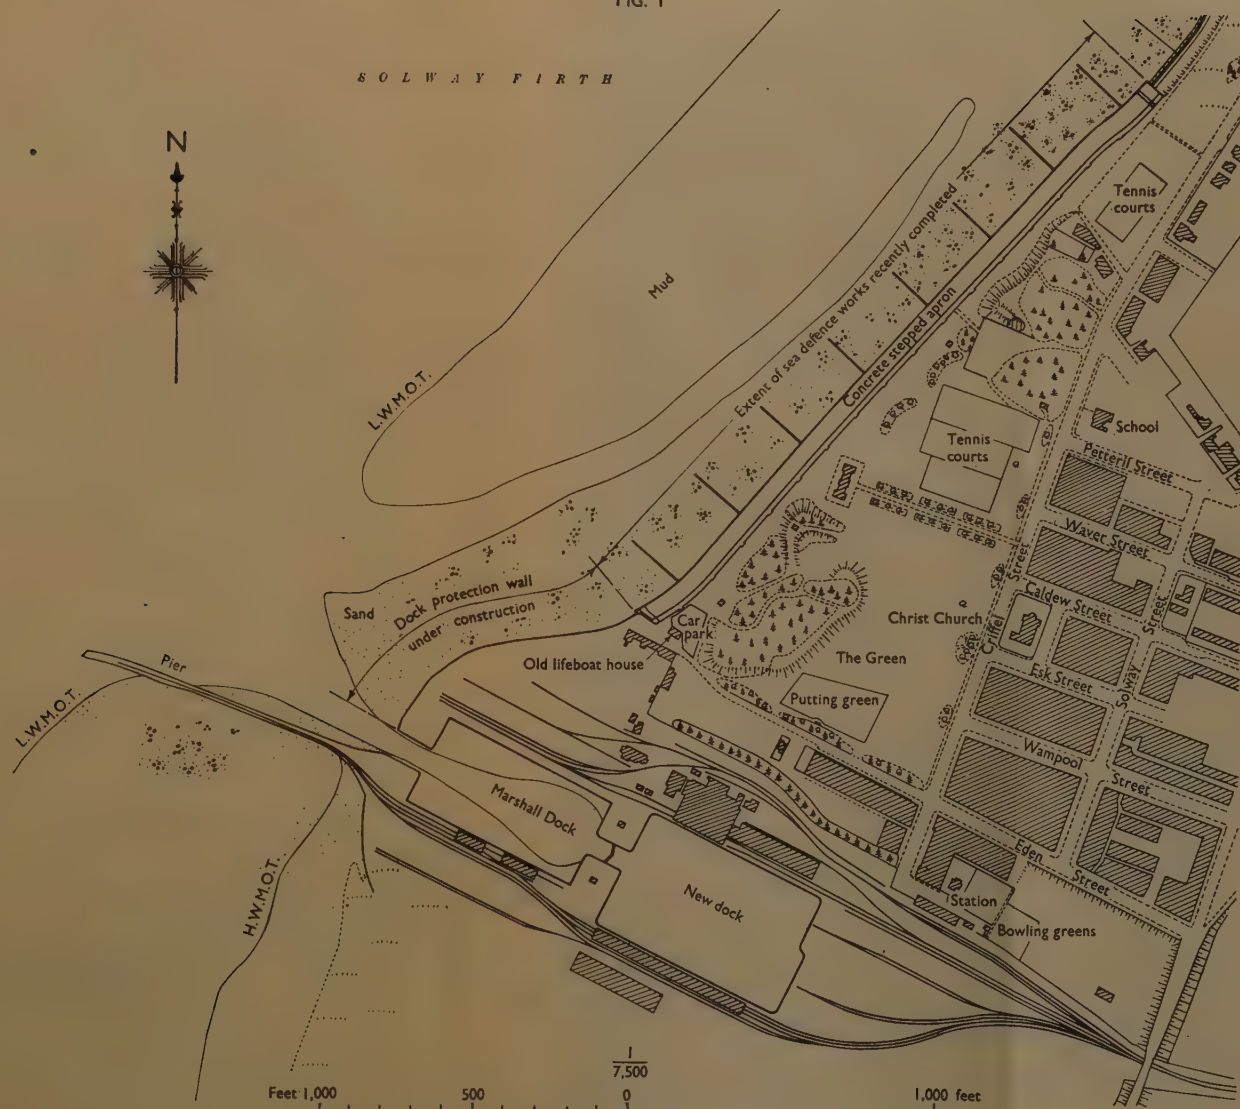 FIG. 1
SOLWAY FIRTH
N
Tennis
courts
Mud
Extent of sea defence works recently completed
Concrete stepped apron
L.W.M.O.T.
School
Tennis
courts
Petterill Street
Waver Street
Caldew Street
Sand
Dock protection wall
under construction
Car
park
Christ Church
Criffel Street
Solway Street
Old lifeboat house
The Green
Esk Street
Pier
Putting green
L.W.M.O.T.
Wampool Street
Marshall Dock
Eden Street
New dock
Station
H.W.M.O.T.
Bowling greens
1
7,500
Feet 1,000 500 0 1,000 feet